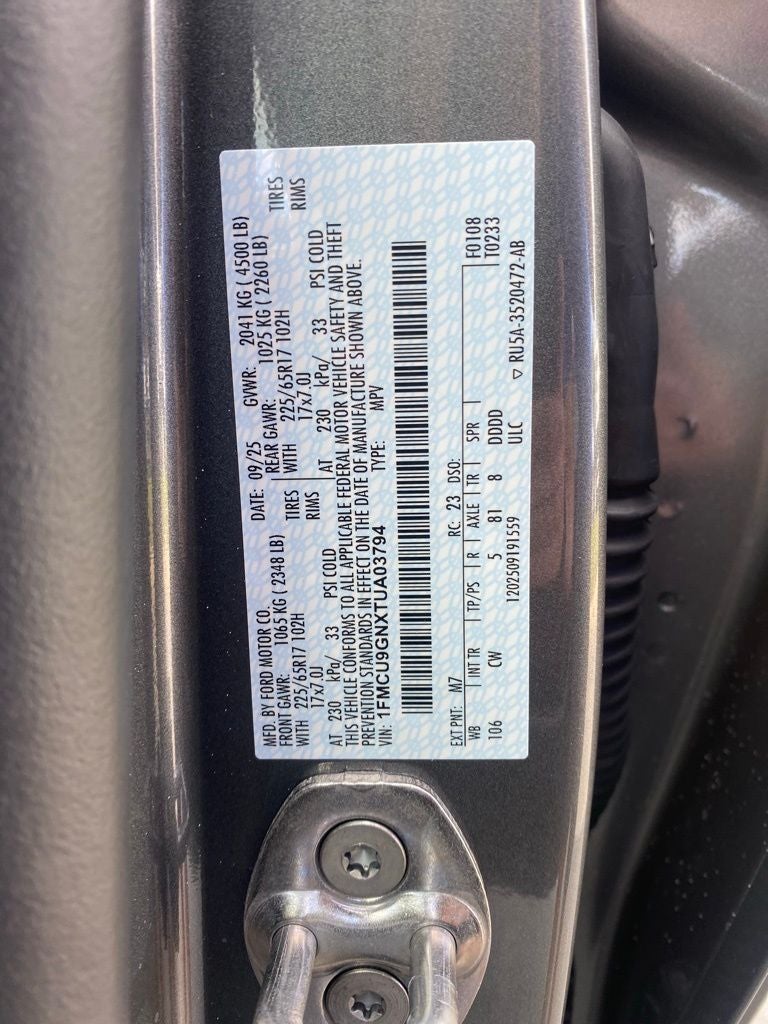 MFD. BY FORD MOTOR CO.
DATE: 09/25 GVWR: 2041 KG ( 4500 LB)
FRONT GAWR: 1065 KG ( 2348 LB) REAR GAWR: 1025 KG ( 2260 LB)
WITH 225/65R17 102H TIRES WITH 225/65R17 102H TIRES
17x7.0J RIMS 17x7.0J RIMS
AT 230 kPa/ 33 PSI COLD AT 230 kPa/ 33 PSI COLD
THIS VEHICLE CONFORMS TO ALL APPLICABLE FEDERAL MOTOR VEHICLE SAFETY AND THEFT
PREVENTION STANDARDS IN EFFECT ON THE DATE OF MANUFACTURE SHOWN ABOVE.
VIN: 1FMCU9GNXTUA03794 TYPE: MPV
EXT PNT: M7 RC: 23 DSO:
WB INT TR TP/PS R AXLE TR SPR F0108
106 CW 5 81 8 DDDD T0233
1202509191559 ULC
▽ RU5A-3520472-AB